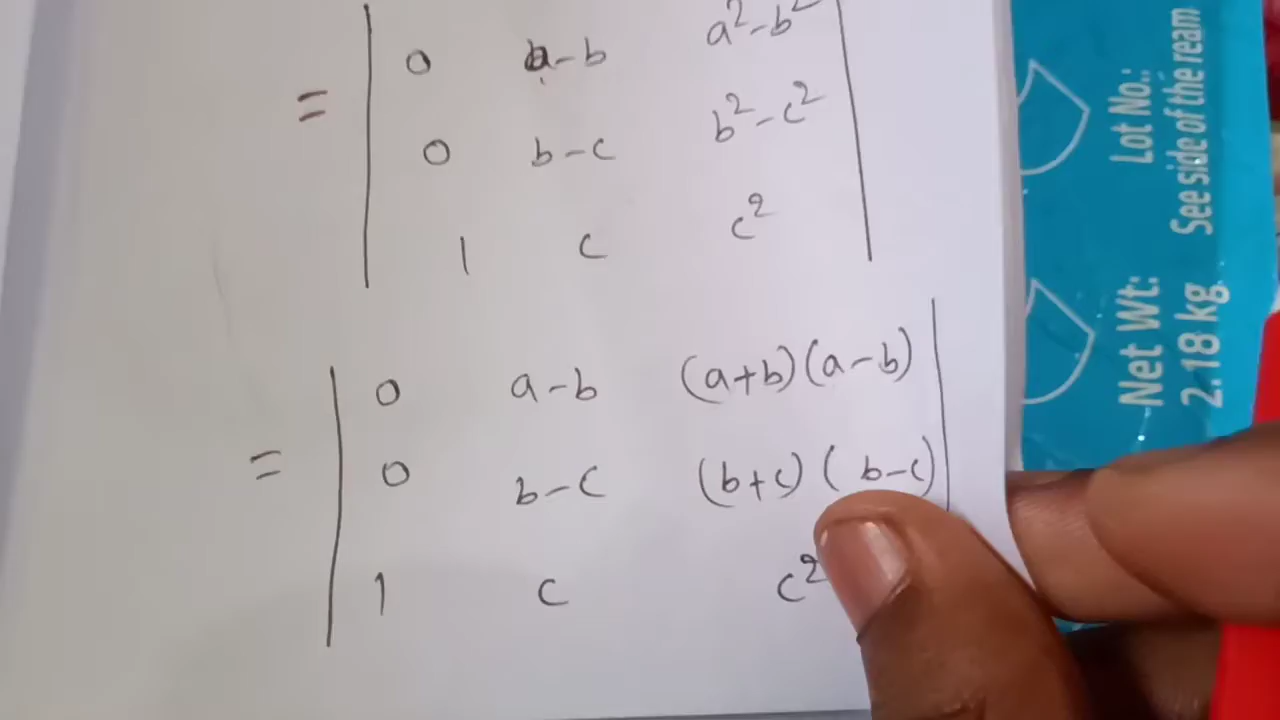 0 a-b a²-b²
=
0 b-c b²-c²
1 c c²
0 a-b (a+b)(a-b)
=
0 b-c (b+c)(b-c)
1 c c²
Lot No.:
See side of the ream
Net Wt:
2.18 kg